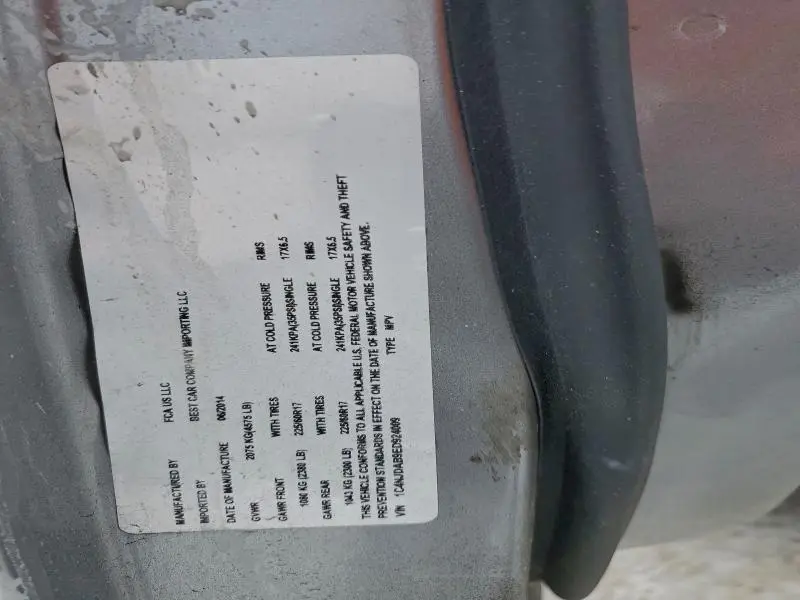 MANUFACTURED BY FCA US LLC
IMPORTED BY BEST CAR COMPANY IMPORTING LLC
DATE OF MANUFACTURE 06/2014
GVWR 2075 KG(4575 LB)
GAWR FRONT WITH TIRES AT COLD PRESSURE RIMS
1080 KG (2380 LB) 225/60R17 241KPA(35PSI)SINGLE 17X6.5
GAWR REAR WITH TIRES AT COLD PRESSURE RIMS
1043 KG (2300 LB) 225/60R17 241KPA(35PSI)SINGLE 17X6.5
THIS VEHICLE CONFORMS TO ALL APPLICABLE U.S. FEDERAL MOTOR VEHICLE SAFETY AND THEFT
PREVENTION STANDARDS IN EFFECT ON THE DATE OF MANUFACTURE SHOWN ABOVE.
VIN 1C4NJDAB9ED924009 TYPE MPV